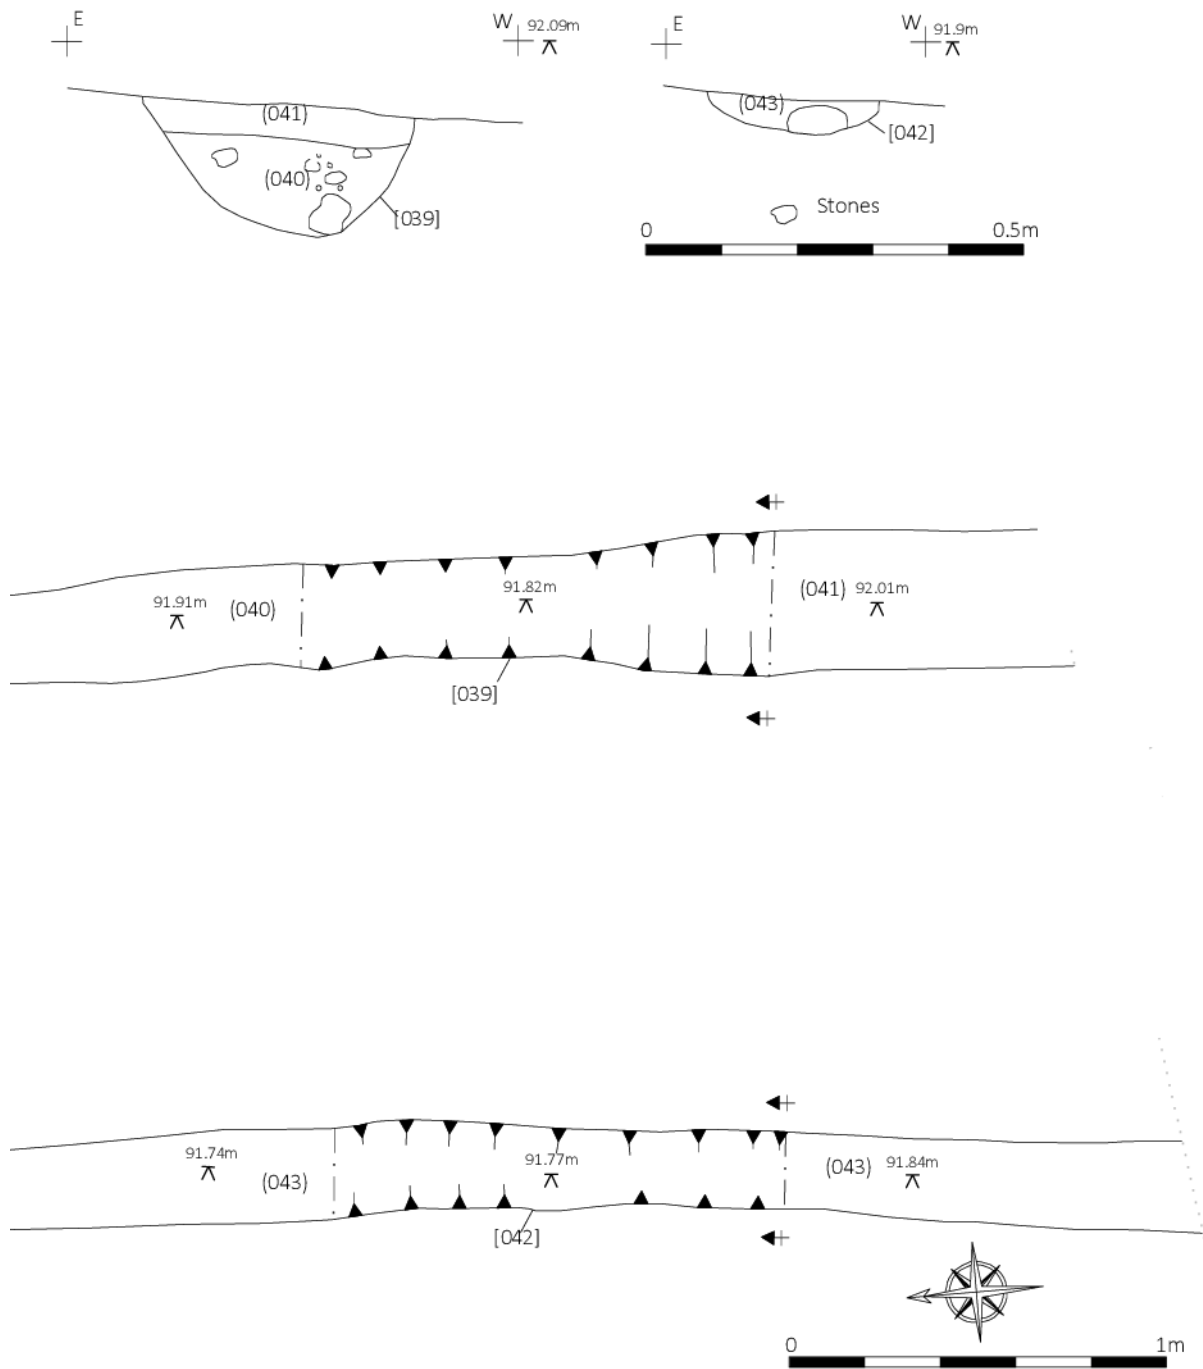 E
W 92.09m
E
W 91.9m
(041)
(043)
[042]
(040)
[039]
Stones
0 0.5m
91.91m
(040)
91.82m
(041) 92.01m
[039]
91.74m
(043)
91.77m
(043) 91.84m
[042]
0 1m